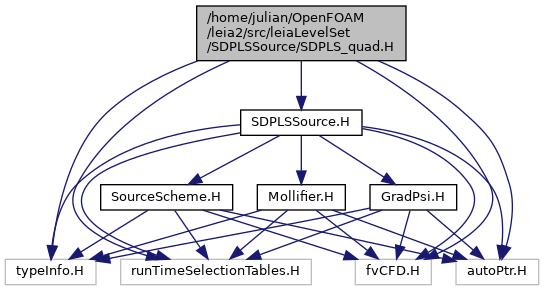 /home/julian/OpenFOAM
/leia2/src/leiaLevelSet
/SDPLSSource/SDPLS_quad.H
SDPLSSource.H
SourceScheme.H
Mollifier.H
GradPsi.H
typeInfo.H
runTimeSelectionTables.H
fvCFD.H
autoPtr.H